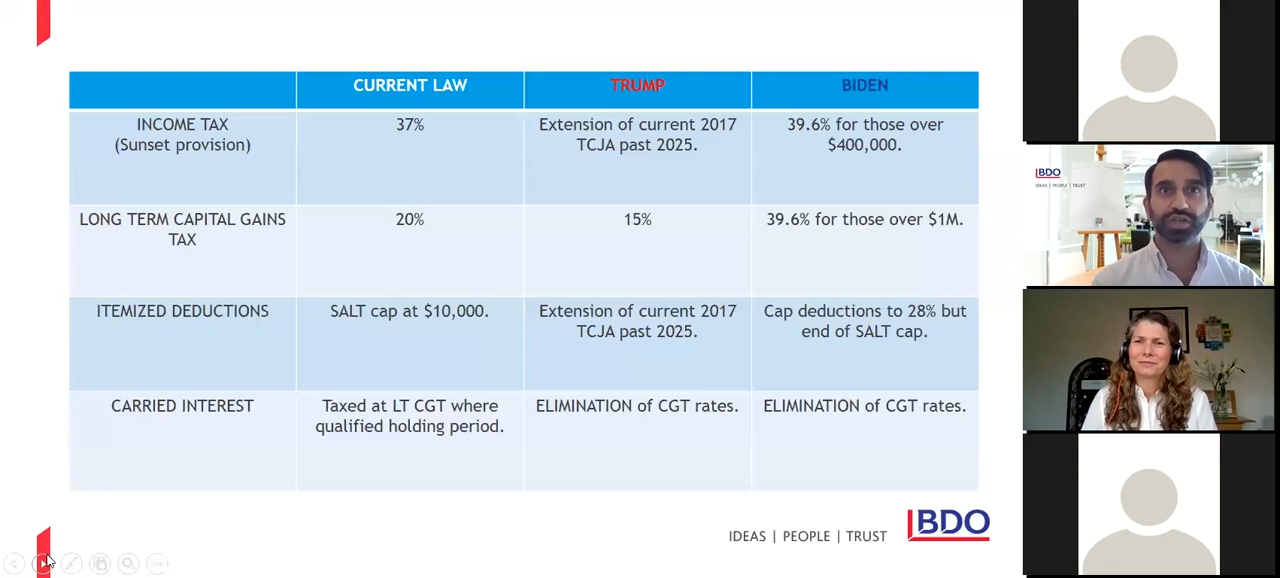 CURRENT LAW
TRUMP
BIDEN
INCOME TAX
(Sunset provision)
37%
Extension of current 2017
TCJA past 2025.
39.6% for those over
$400,000.
LONG TERM CAPITAL GAINS
TAX
20%
15%
39.6% for those over $1M.
ITEMIZED DEDUCTIONS
SALT cap at $10,000.
Extension of current 2017
TCJA past 2025.
Cap deductions to 28% but
end of SALT cap.
CARRIED INTEREST
Taxed at LT CGT where
qualified holding period.
ELIMINATION of CGT rates.
ELIMINATION of CGT rates.
IDEAS | PEOPLE | TRUST
BDO
BDO
IDEAS | PEOPLE | TRUST